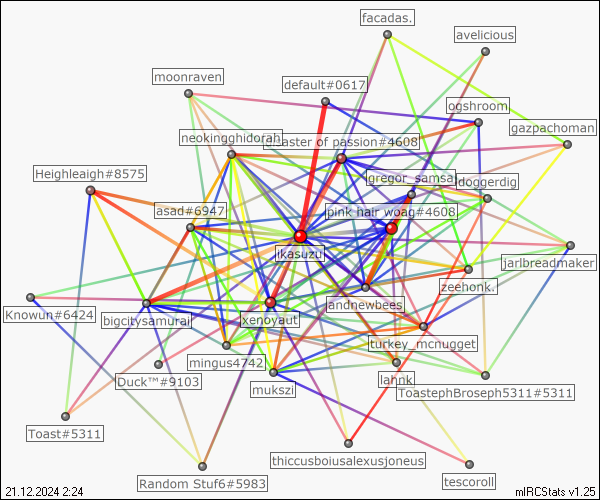 facadas.
avelicious
moonraven
default#0617
ogshroom
gazpachoman
neokingghidorah
aster of passion#4608
Heighleaigh#8575
gregor_samsa
doggerdig
asad#6947
pink hair woag#4608
ikasuzu
jarlbreadmaker
zeehonk.
Knowun#6424
bigcitysamurai
xenoyaut
andnewbees
turkey_mcnugget
mingus4742
Duck™#9103
mukszi
lahnk
ToastephBroseph5311#5311
Toast#5311
thiccusboiusalexusjoneus
Random Stuf6#5983
tescoroll
21.12.2024 2:24
mIRCStats v1.25